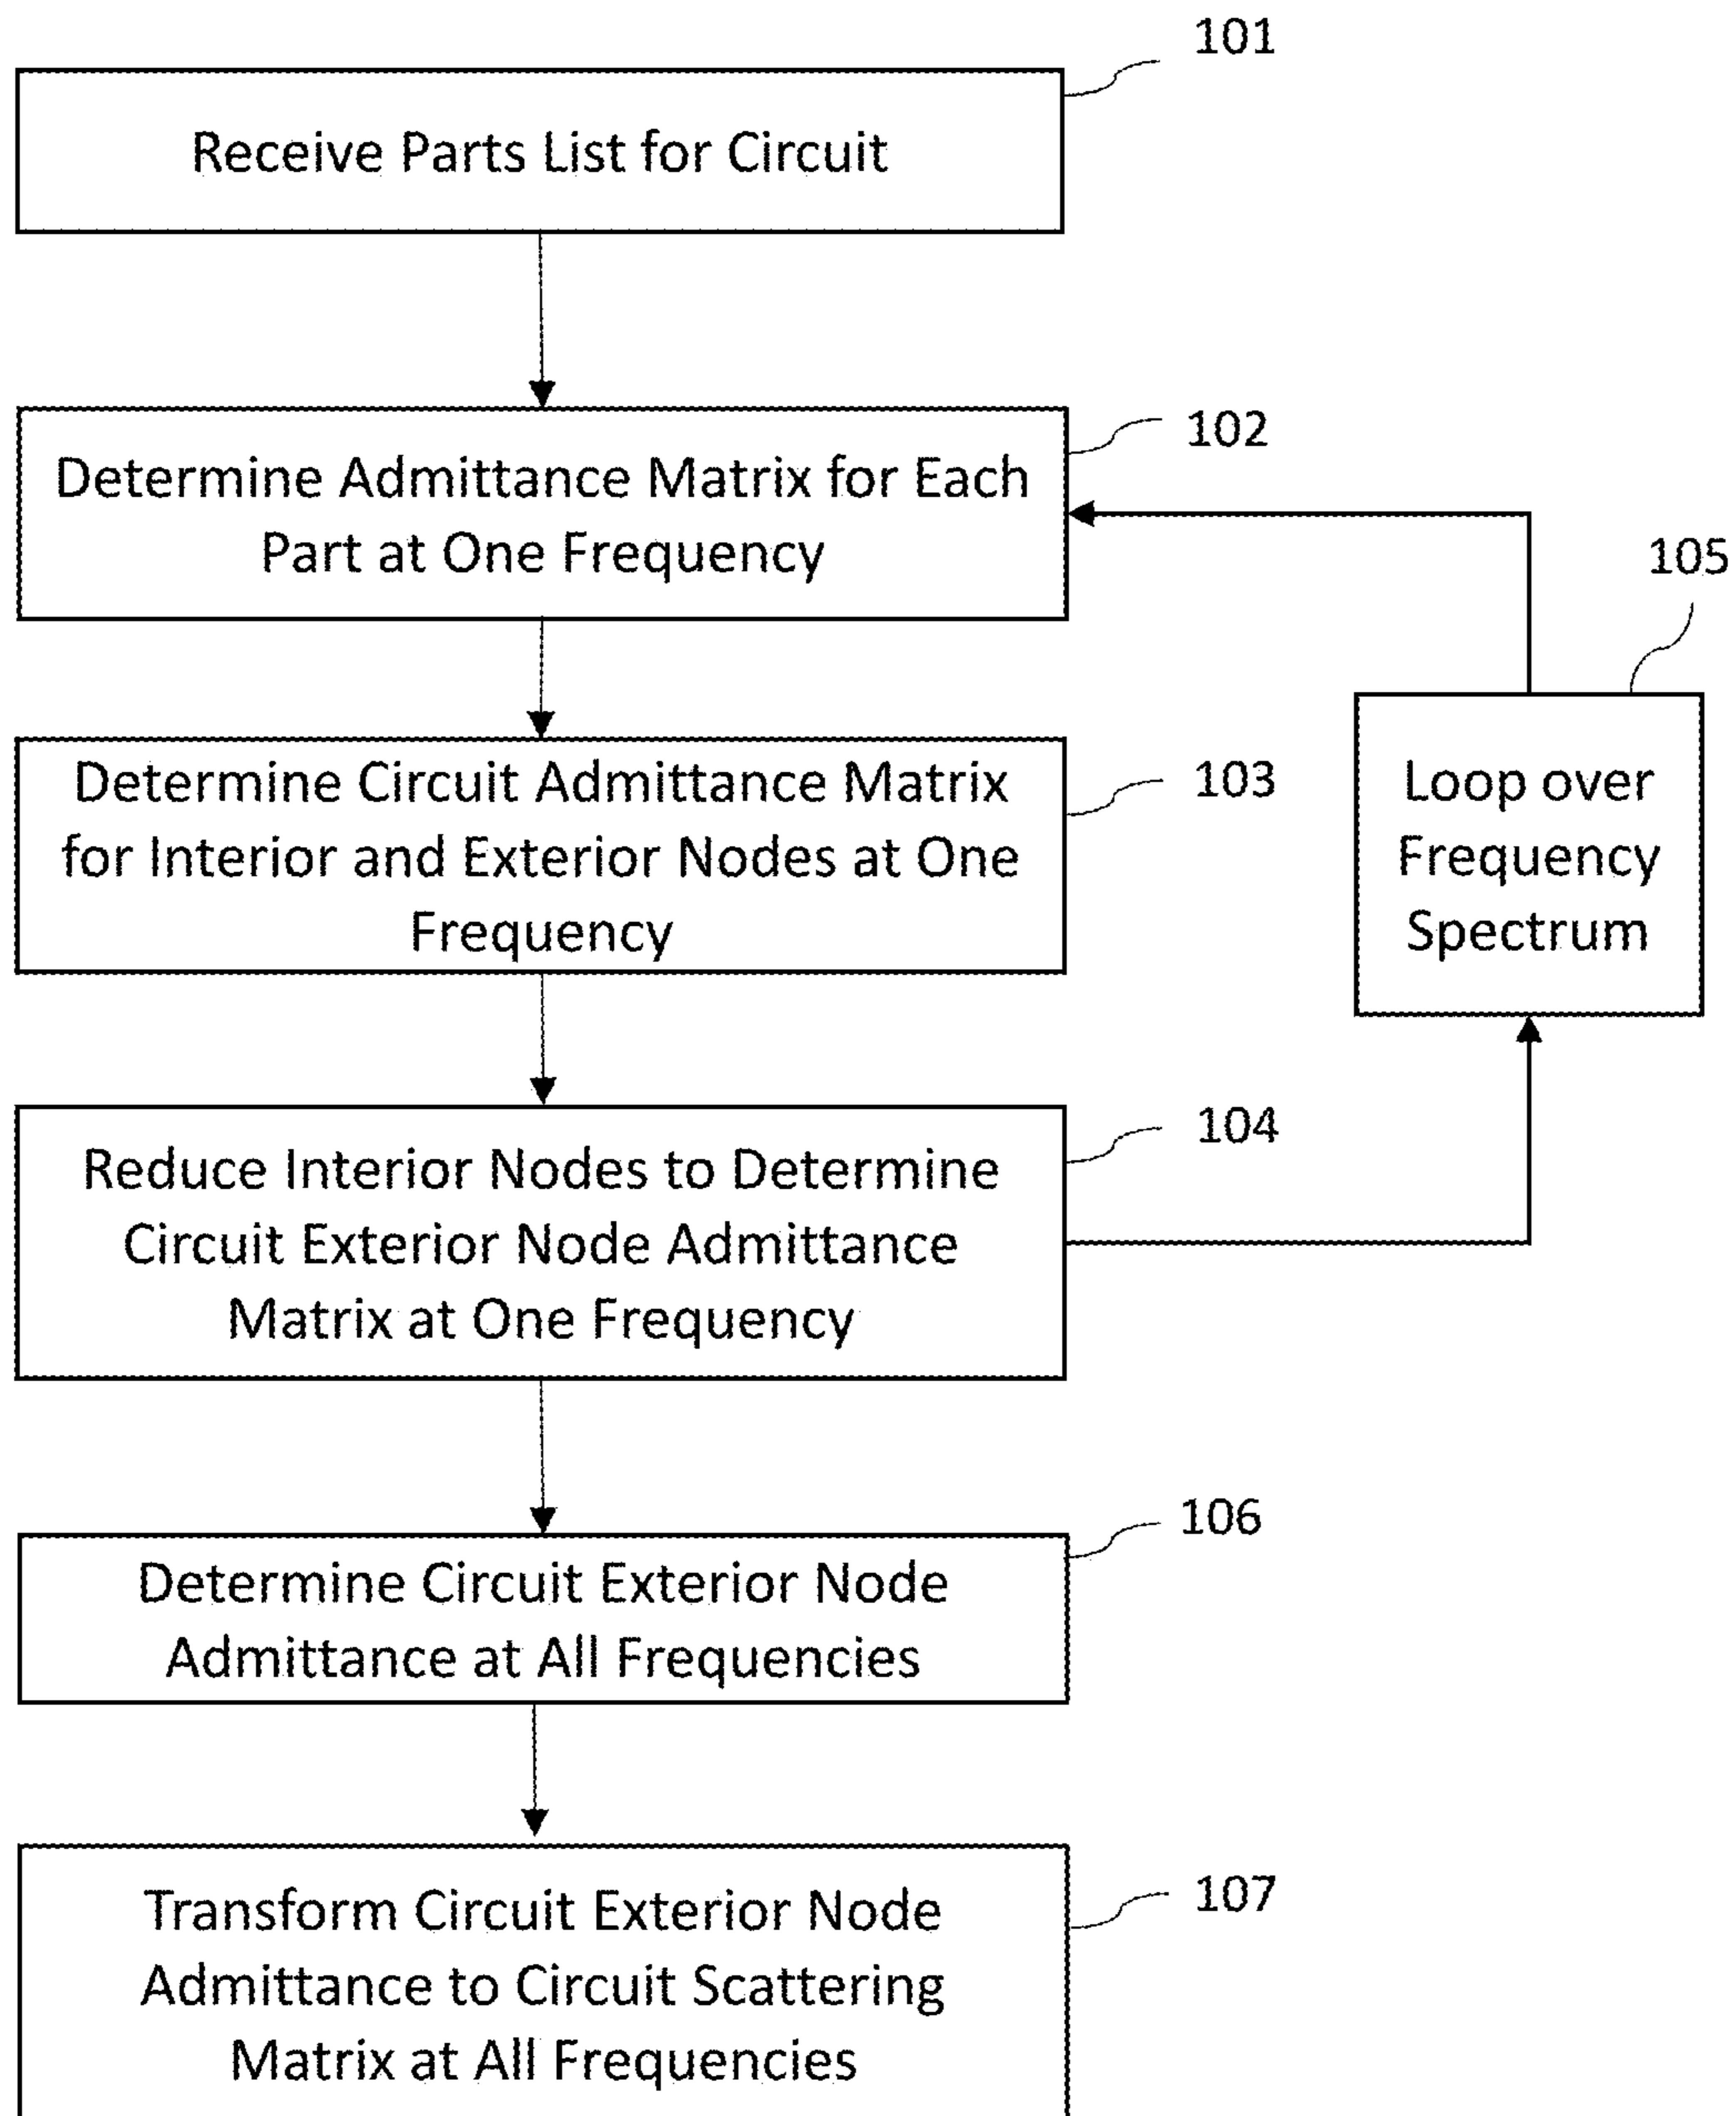 101
Receive Parts List for Circuit
102
Determine Admittance Matrix for Each
Part at One Frequency
105
Loop over
Frequency
Spectrum
103
Determine Circuit Admittance Matrix
for Interior and Exterior Nodes at One
Frequency
104
Reduce Interior Nodes to Determine
Circuit Exterior Node Admittance
Matrix at One Frequency
106
Determine Circuit Exterior Node
Admittance at All Frequencies
107
Transform Circuit Exterior Node
Admittance to Circuit Scattering
Matrix at All Frequencies